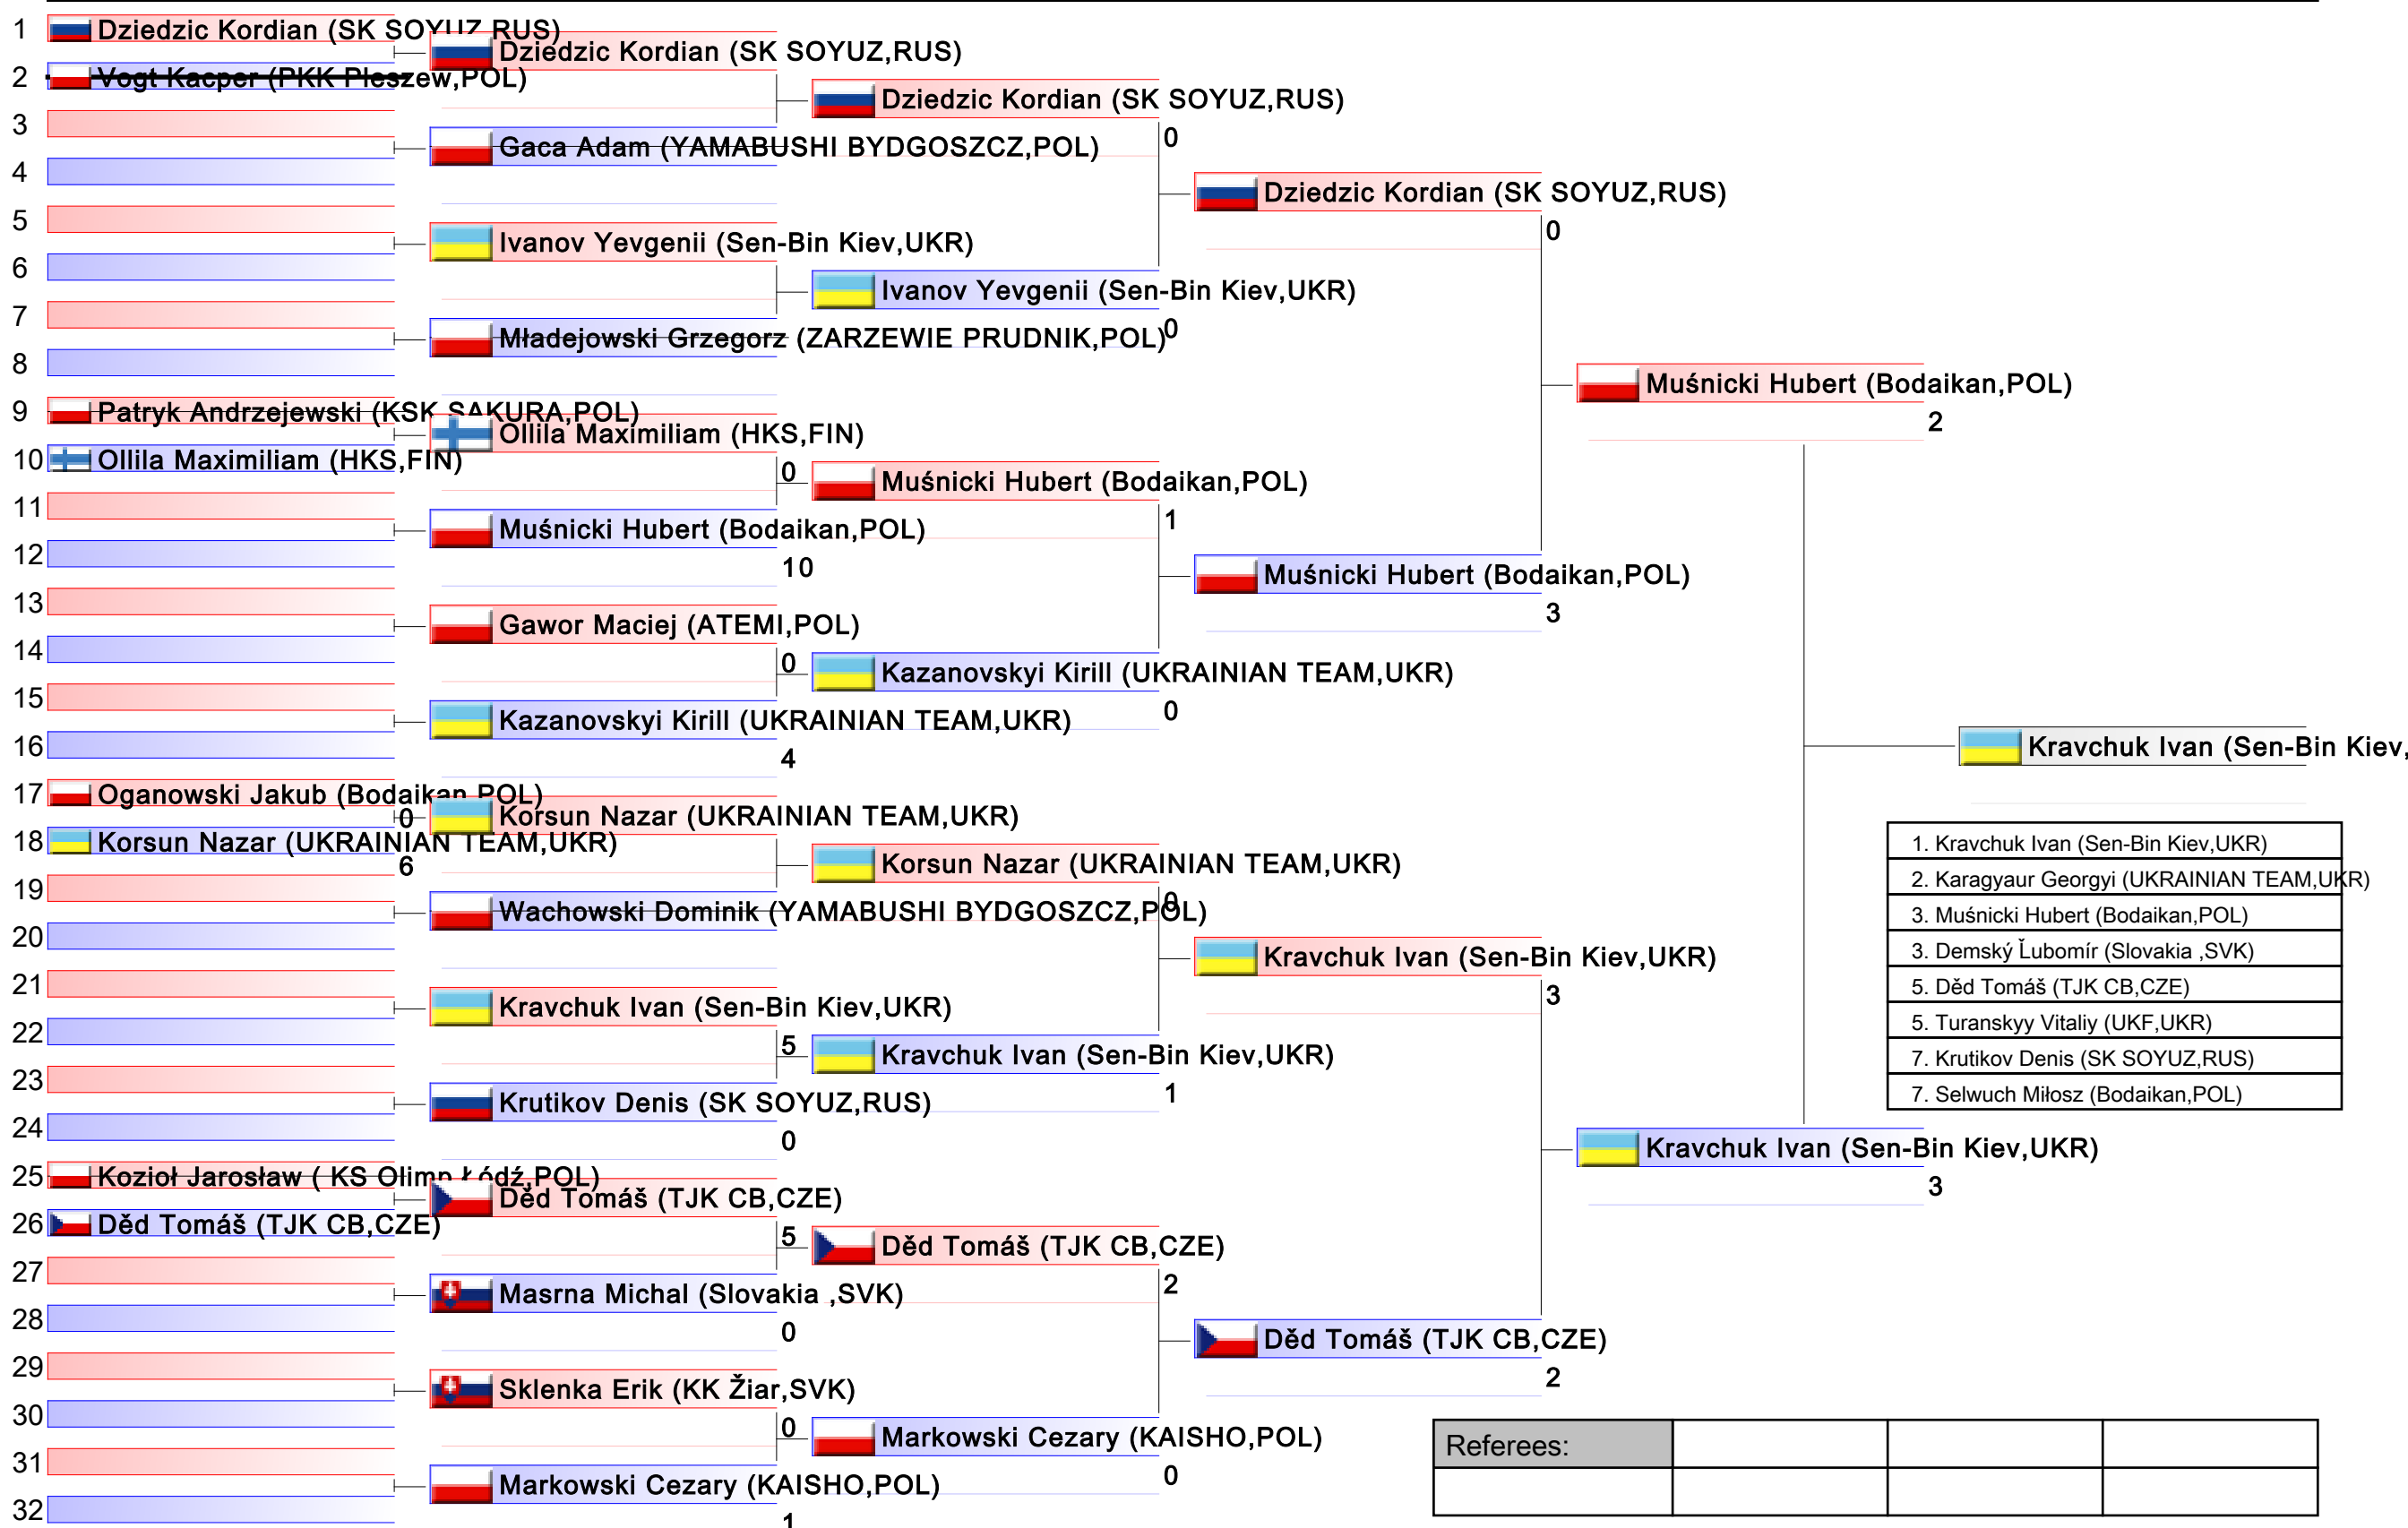 1 Dziedzic Kordian (SK SOYUZ,RUS)
2 Vogt Kacper (PKK Pleszew,POL)
3
4
5
6
7
8
9 Patryk Andrzejewski (KSK SAKURA,POL)
10 Ollila Maximiliam (HKS,FIN)
11
12
13
14
15
16
17 Oganowski Jakub (Bodaikan,POL)
0
18 Korsun Nazar (UKRAINIAN TEAM,UKR)
6
19
20
21
22
23
24
25 Kozioł Jarosław ( KS Olimp Łódź,POL)
26 Děd Tomáš (TJK CB,CZE)
27
28
29
30
31
32
Dziedzic Kordian (SK SOYUZ,RUS)
Gaca Adam (YAMABUSHI BYDGOSZCZ,POL)
Ivanov Yevgenii (Sen-Bin Kiev,UKR)
Mładejowski Grzegorz (ZARZEWIE PRUDNIK,POL)
Ollila Maximiliam (HKS,FIN)
0
Muśnicki Hubert (Bodaikan,POL)
10
Gawor Maciej (ATEMI,POL)
0
Kazanovskyi Kirill (UKRAINIAN TEAM,UKR)
4
Korsun Nazar (UKRAINIAN TEAM,UKR)
Wachowski Dominik (YAMABUSHI BYDGOSZCZ,POL)
Kravchuk Ivan (Sen-Bin Kiev,UKR)
5
Krutikov Denis (SK SOYUZ,RUS)
0
Děd Tomáš (TJK CB,CZE)
5
Masrna Michal (Slovakia ,SVK)
0
Sklenka Erik (KK Žiar,SVK)
0
Markowski Cezary (KAISHO,POL)
1
Dziedzic Kordian (SK SOYUZ,RUS)
0
Ivanov Yevgenii (Sen-Bin Kiev,UKR)
0
Muśnicki Hubert (Bodaikan,POL)
1
Kazanovskyi Kirill (UKRAINIAN TEAM,UKR)
0
Korsun Nazar (UKRAINIAN TEAM,UKR)
0
Kravchuk Ivan (Sen-Bin Kiev,UKR)
1
Děd Tomáš (TJK CB,CZE)
2
Markowski Cezary (KAISHO,POL)
0
Dziedzic Kordian (SK SOYUZ,RUS)
0
Muśnicki Hubert (Bodaikan,POL)
3
Kravchuk Ivan (Sen-Bin Kiev,UKR)
3
Děd Tomáš (TJK CB,CZE)
2
Muśnicki Hubert (Bodaikan,POL)
2
Kravchuk Ivan (Sen-Bin Kiev,UKR)
3
Kravchuk Ivan (Sen-Bin Kiev,
1. Kravchuk Ivan (Sen-Bin Kiev,UKR)
2. Karagyaur Georgyi (UKRAINIAN TEAM,UKR)
3. Muśnicki Hubert (Bodaikan,POL)
3. Demský Ľubomír (Slovakia ,SVK)
5. Děd Tomáš (TJK CB,CZE)
5. Turanskyy Vitaliy (UKF,UKR)
7. Krutikov Denis (SK SOYUZ,RUS)
7. Selwuch Miłosz (Bodaikan,POL)
Referees: